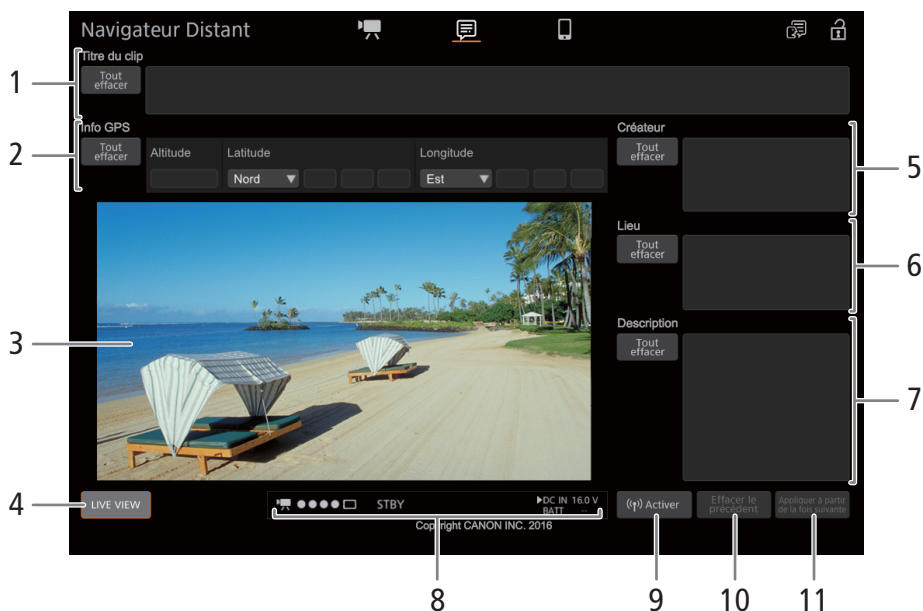 Navigateur Distant
Titre du clip
1
Tout
effacer
Info GPS
2
Tout
effacer
Altitude
Latitude
Longitude
Nord
Est
Créateur
Tout
effacer
5
Lieu
Tout
effacer
6
3
Description
Tout
effacer
7
4
LIVE VIEW
STBY
DC IN 16.0 V
BATT --
Activer
Effacer le
précédent
Appliquer à partir
de la fois suivante
Copyright CANON INC. 2016
8
9
10
11